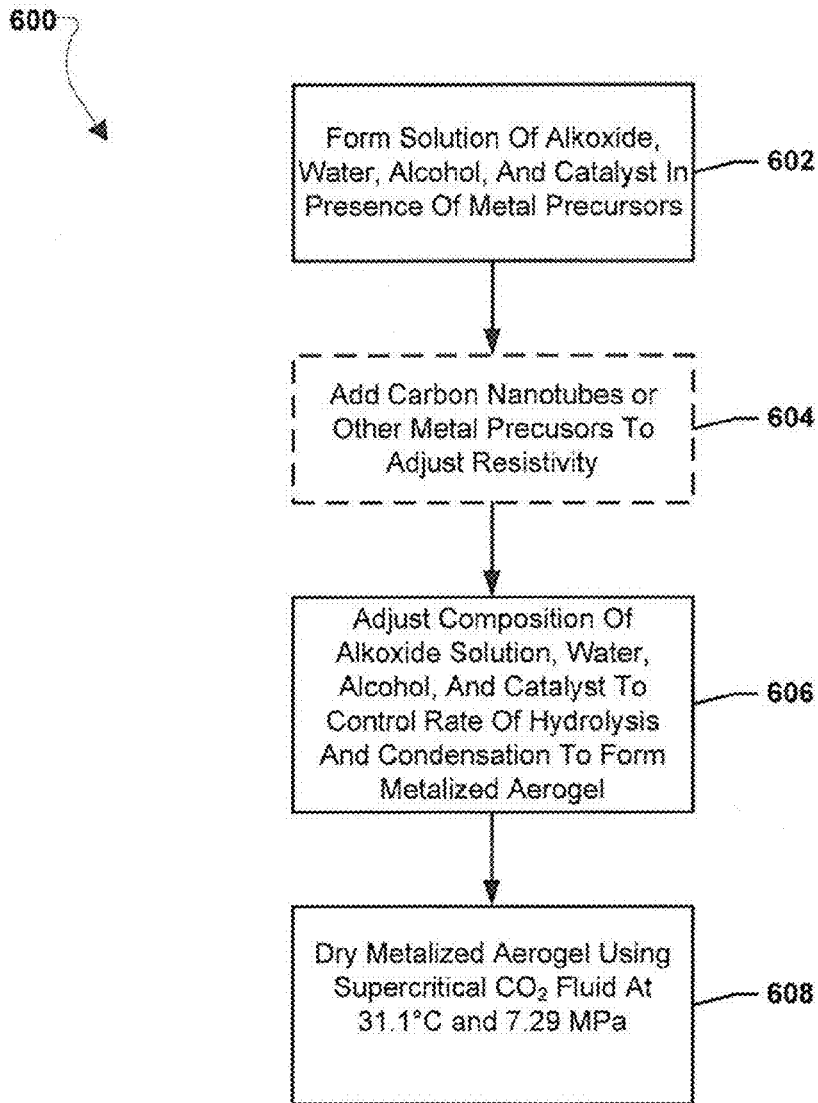 600
Form Solution Of Alkoxide,
Water, Alcohol, And Catalyst In
Presence Of Metal Precursors
602
Add Carbon Nanotubes or
Other Metal Precusors To
Adjust Resistivity
604
Adjust Composition Of
Alkoxide Solution, Water,
Alcohol, And Catalyst To
Control Rate Of Hydrolysis
And Condensation To Form
Metalized Aerogel
606
Dry Metalized Aerogel Using
Supercritical CO₂ Fluid At
31.1°C and 7.29 MPa
608